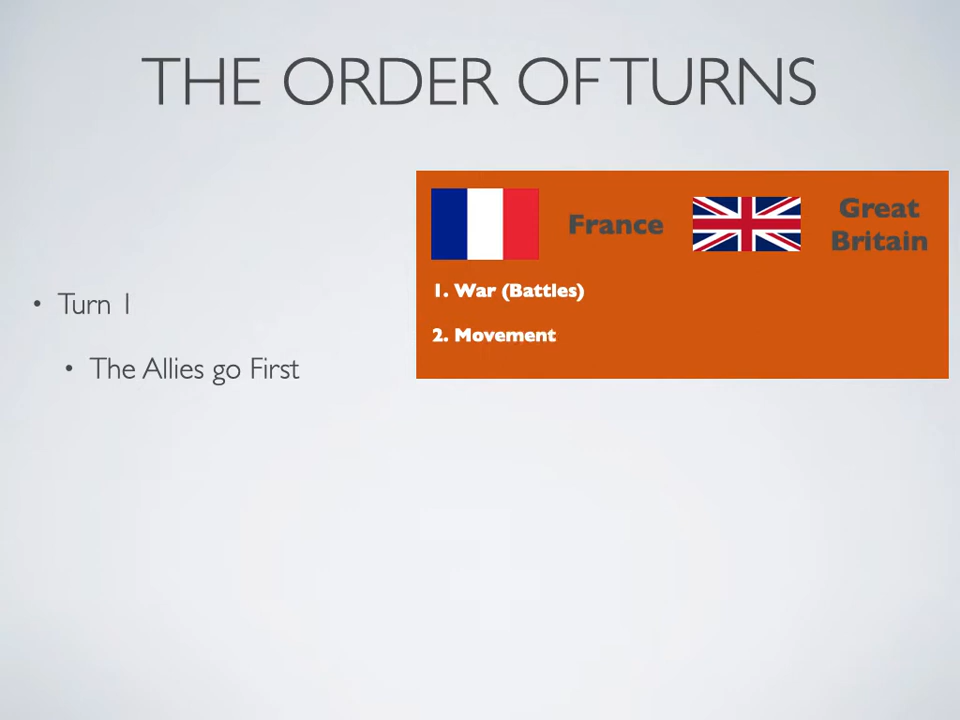 THE ORDER OF TURNS
• Turn 1
• The Allies go First
France
Great
Britain
1. War (Battles)
2. Movement